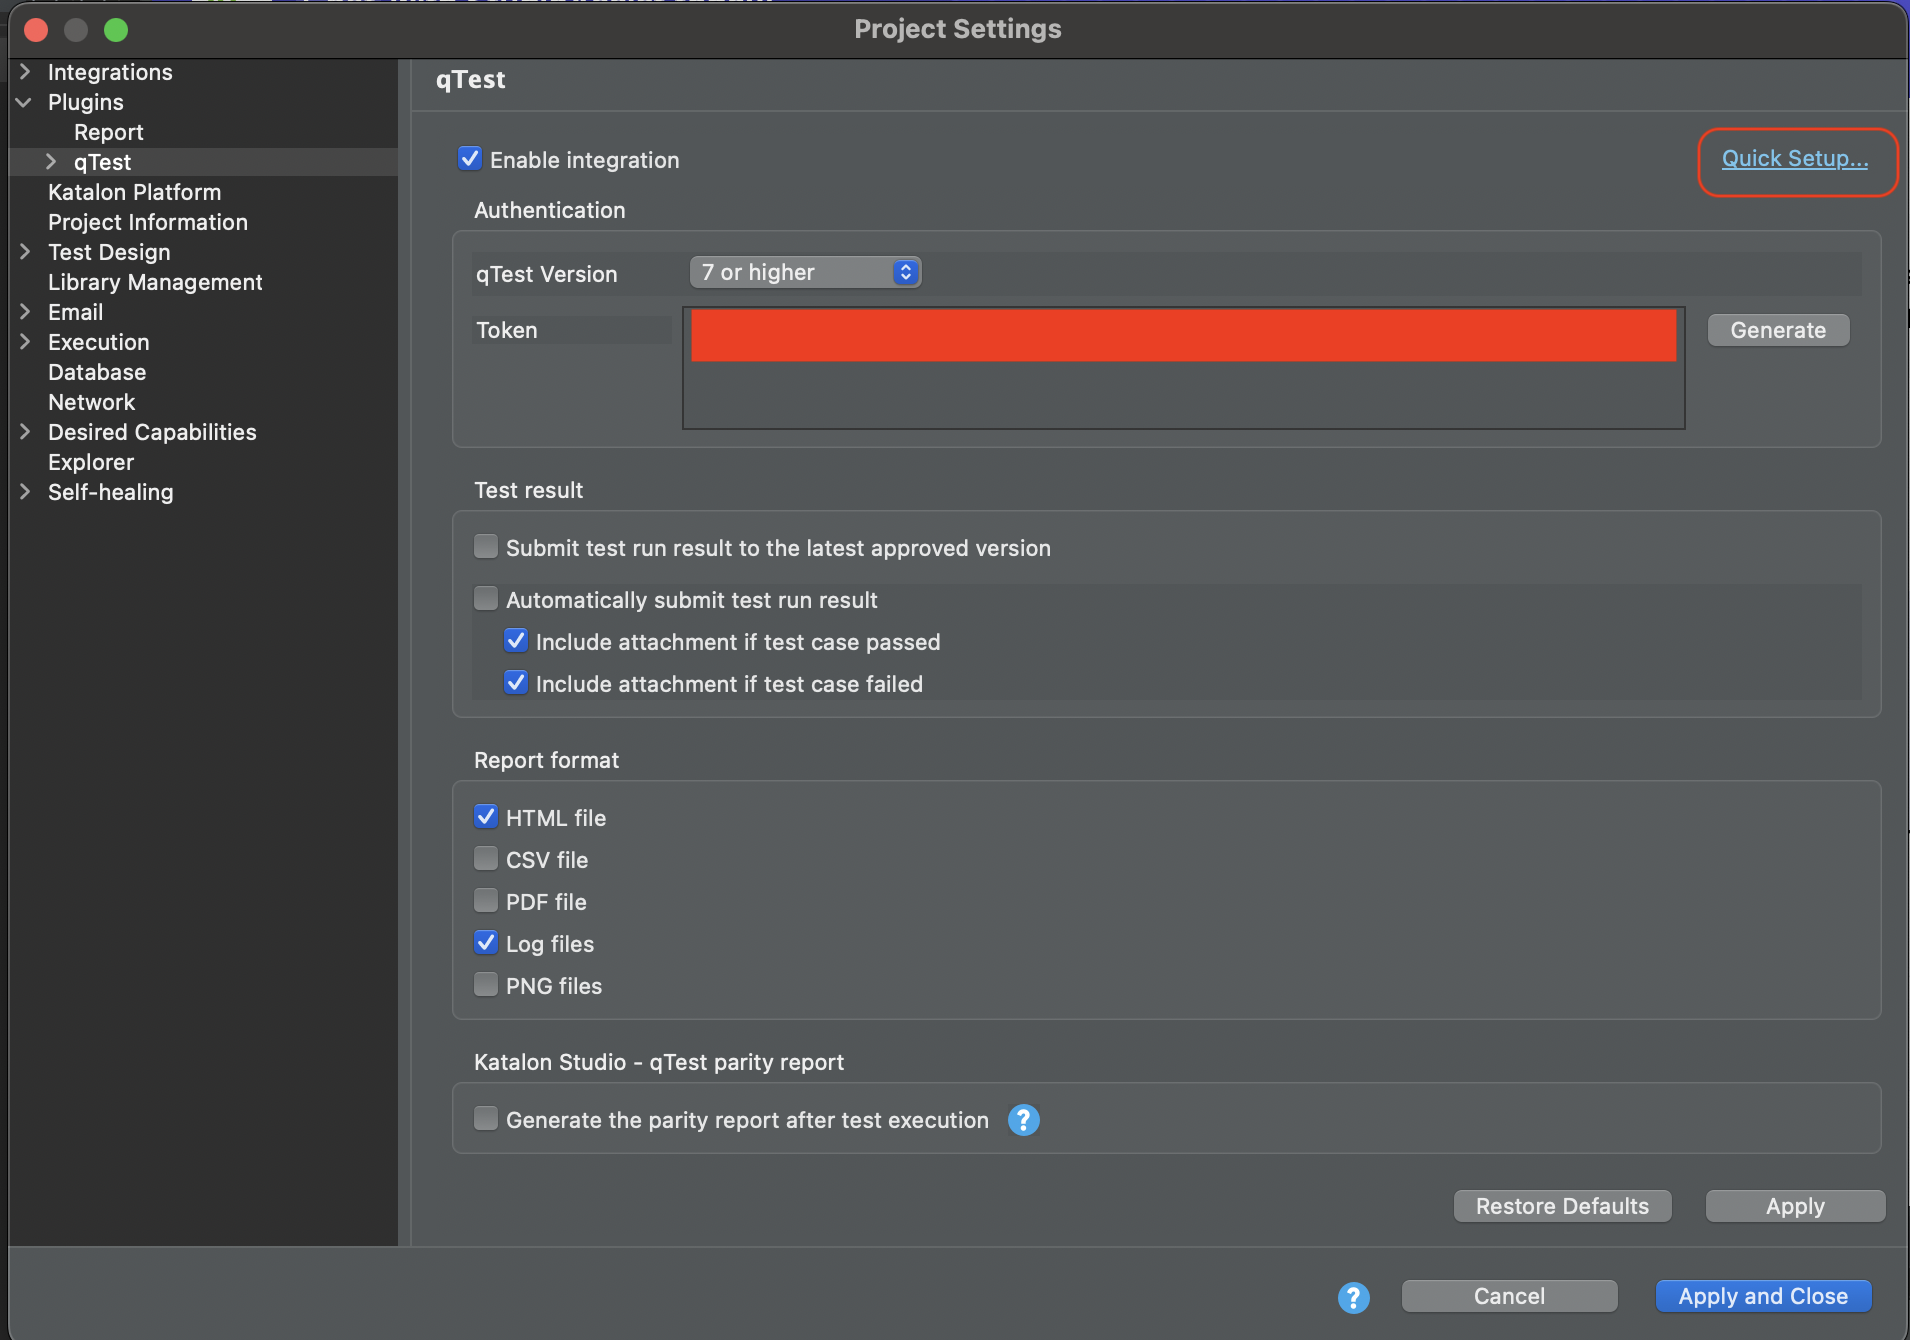 Project Settings
Integrations
Plugins
Report
qTest
Katalon Platform
Project Information
Test Design
Library Management
Email
Execution
Database
Network
Desired Capabilities
Explorer
Self-healing
qTest
Enable integration
Quick Setup...
Authentication
qTest Version
7 or higher
Token
Generate
Test result
Submit test run result to the latest approved version
Automatically submit test run result
Include attachment if test case passed
Include attachment if test case failed
Report format
HTML file
CSV file
PDF file
Log files
PNG files
Katalon Studio - qTest parity report
Generate the parity report after test execution
?
Restore Defaults
Apply
?
Cancel
Apply and Close